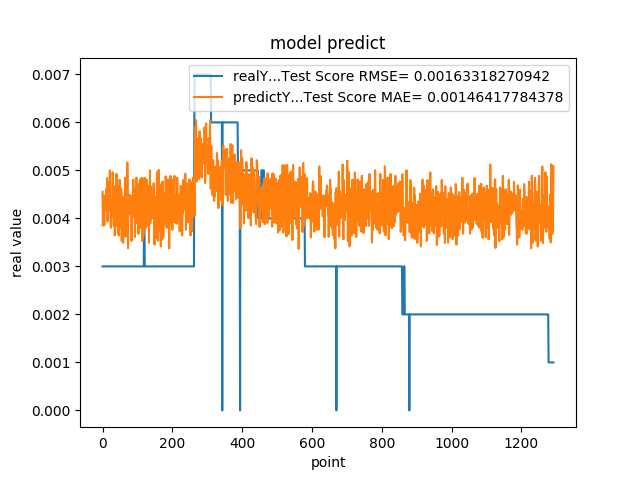 model predict
realY...Test Score RMSE= 0.00163318270942
predictY...Test Score MAE= 0.00146417784378
0.007
0.006
0.005
0.004
0.003
0.002
0.001
0.000
real value
0 200 400 600 800 1000 1200
point